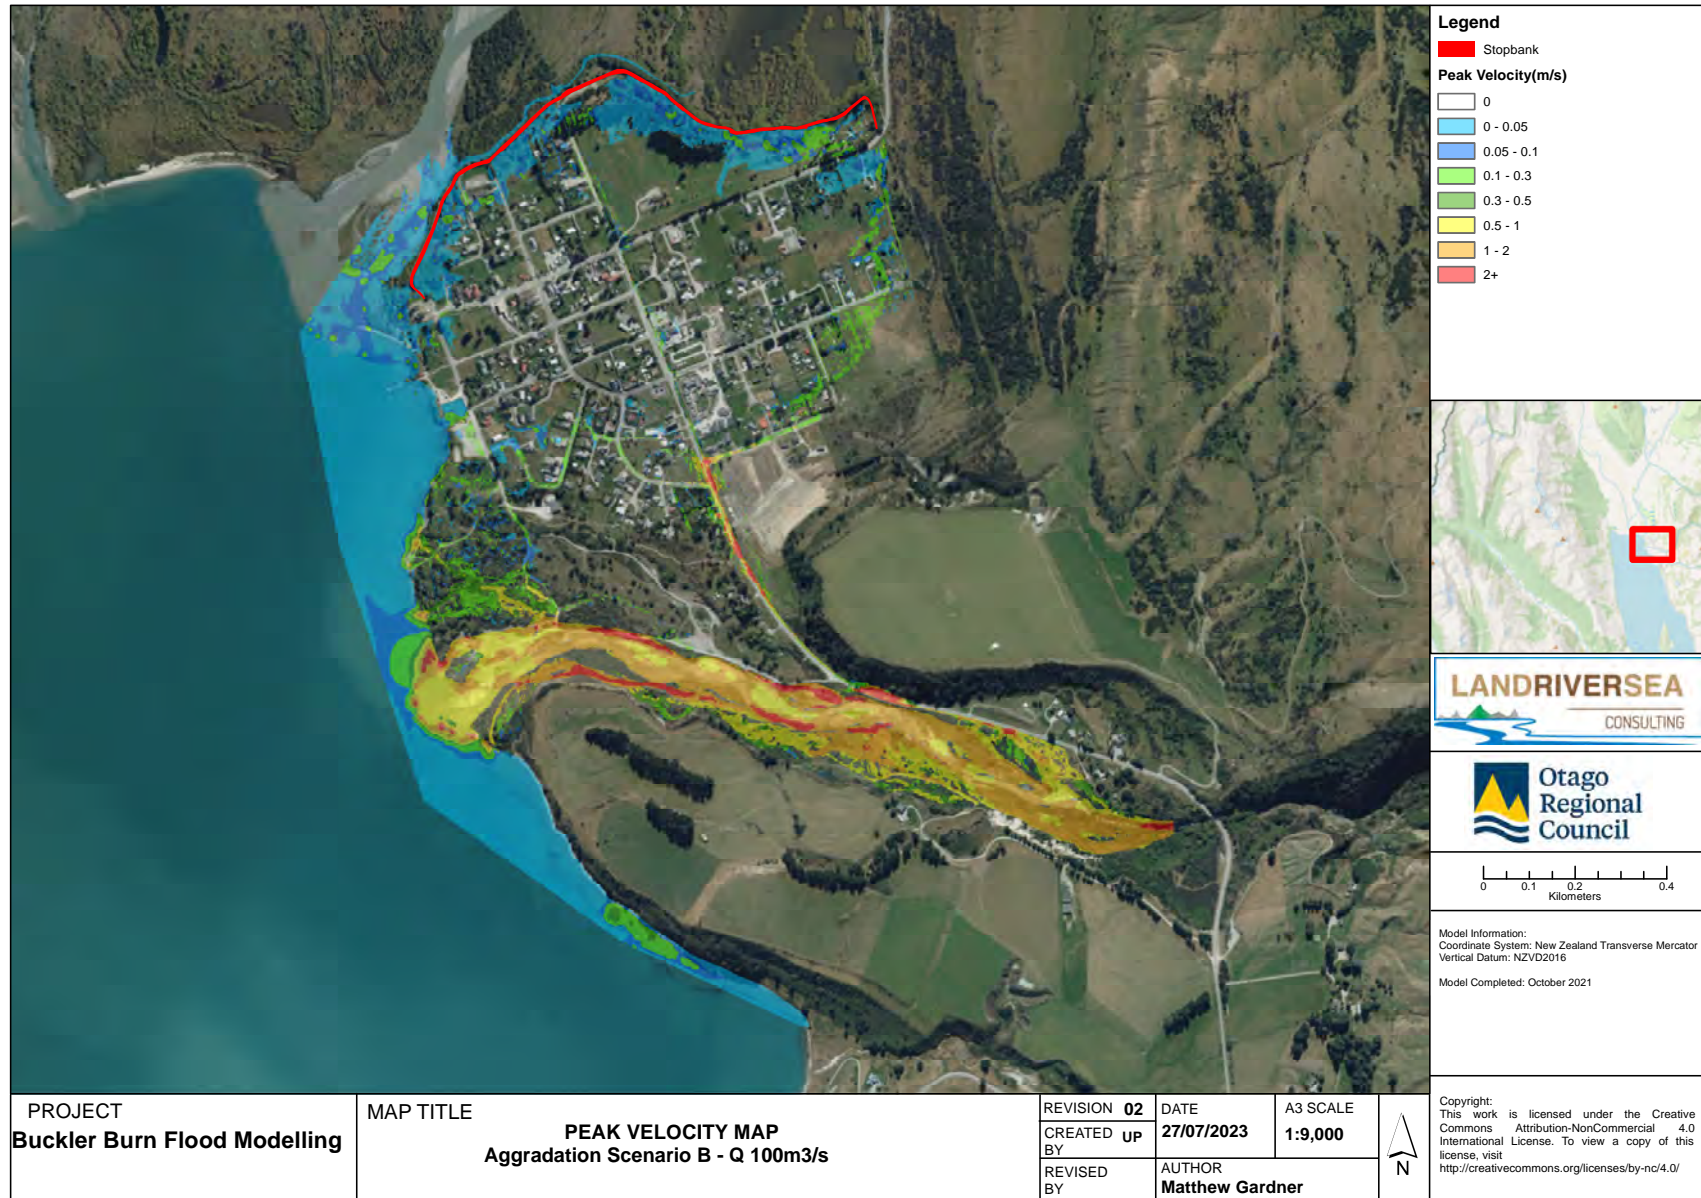 Legend
Stopbank
Peak Velocity(m/s)
0
0 - 0.05
0.05 - 0.1
0.1 - 0.3
0.3 - 0.5
0.5 - 1
1 - 2
2+
LANDRIVERSEA
CONSULTING
Otago
Regional
Council
0 0.1 0.2 0.4
Kilometers
Model Information:
Coordinate System: New Zealand Transverse Mercator
Vertical Datum: NZVD2016
Model Completed: October 2021
Copyright:
This work is licensed under the Creative
Commons Attribution-NonCommercial 4.0
International License. To view a copy of this
license, visit
http://creativecommons.org/licenses/by-nc/4.0/
PROJECT
Buckler Burn Flood Modelling
MAP TITLE
PEAK VELOCITY MAP
Aggradation Scenario B - Q 100m3/s
REVISION 02
CREATED BY UP
REVISED BY
DATE
27/07/2023
A3 SCALE
1:9,000
AUTHOR
Matthew Gardner
N